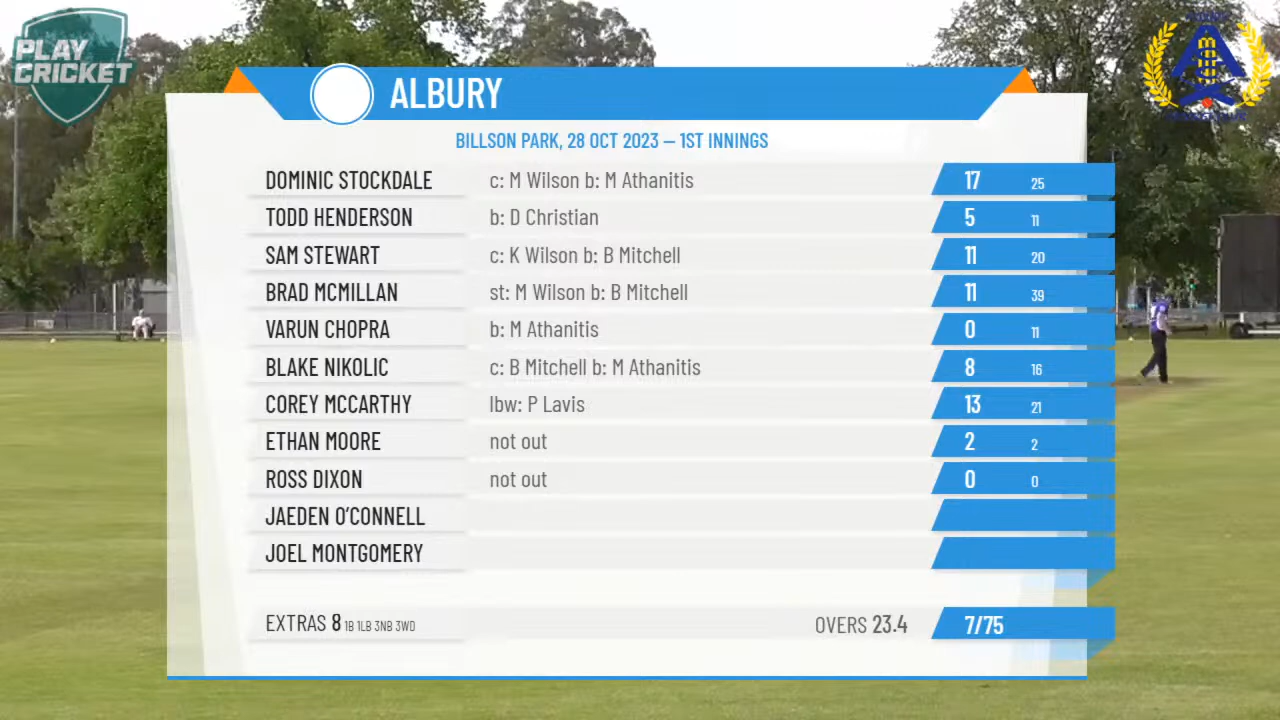 PLAY
CRICKET
ALBURY
BILLSON PARK, 28 OCT 2023 – 1ST INNINGS
DOMINIC STOCKDALE c: M Wilson b: M Athanitis 17 25
TODD HENDERSON b: D Christian 5 11
SAM STEWART c: K Wilson b: B Mitchell 11 20
BRAD MCMILLAN st: M Wilson b: B Mitchell 11 39
VARUN CHOPRA b: M Athanitis 0 11
BLAKE NIKOLIC c: B Mitchell b: M Athanitis 8 16
COREY MCCARTHY lbw: P Lavis 13 21
ETHAN MOORE not out 2 2
ROSS DIXON not out 0 0
JAEDEN O'CONNELL
JOEL MONTGOMERY
EXTRAS 8 1B 1LB 3NB 3WD OVERS 23.4 7/75